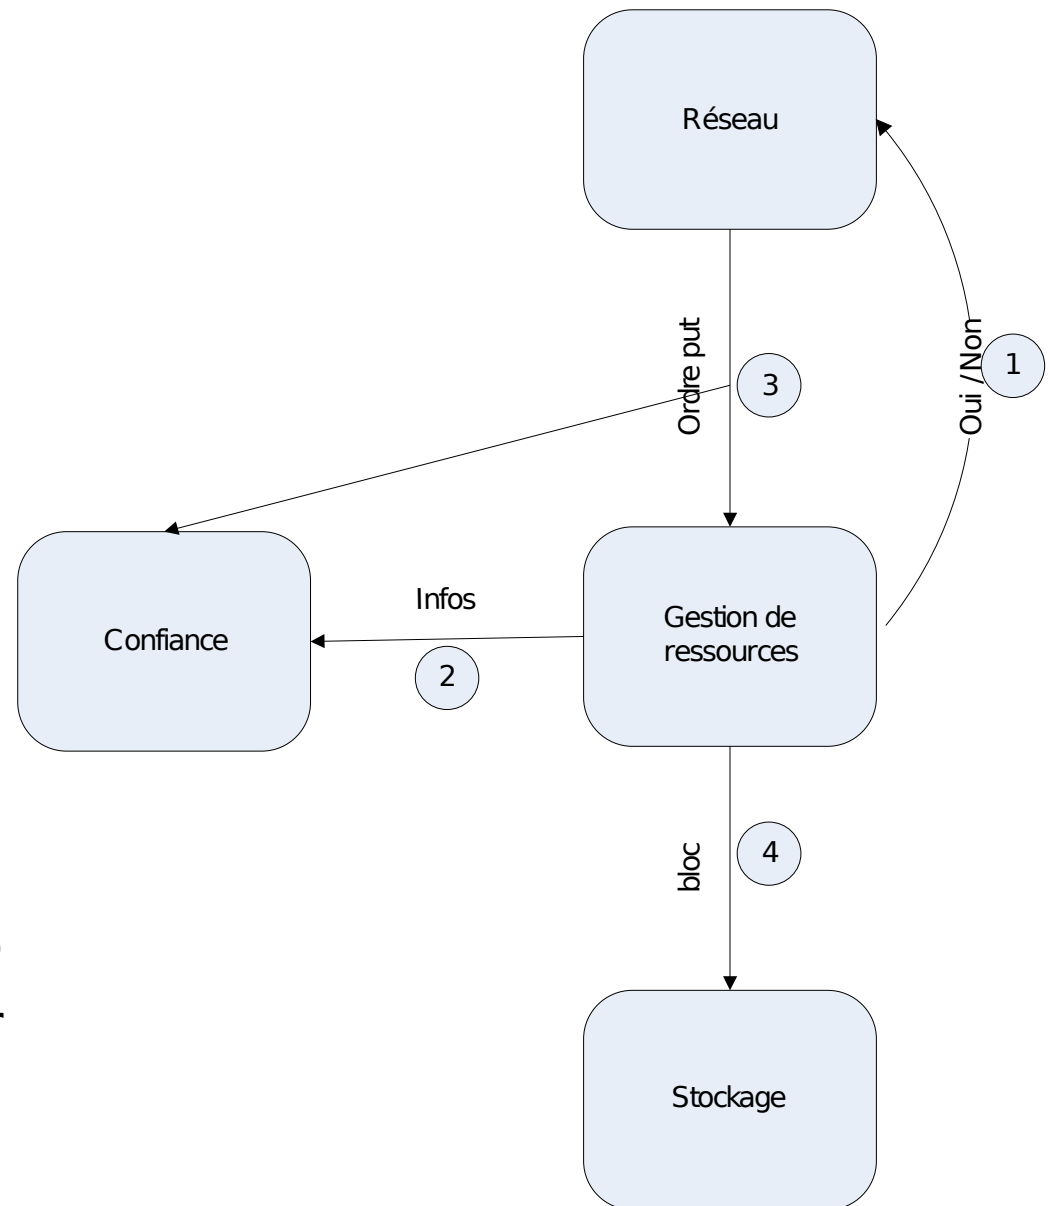 Réseau
Ordre put
3
Oui / Non
1
Confiance
Infos
2
Gestion de
ressources
bloc
4
Stockage